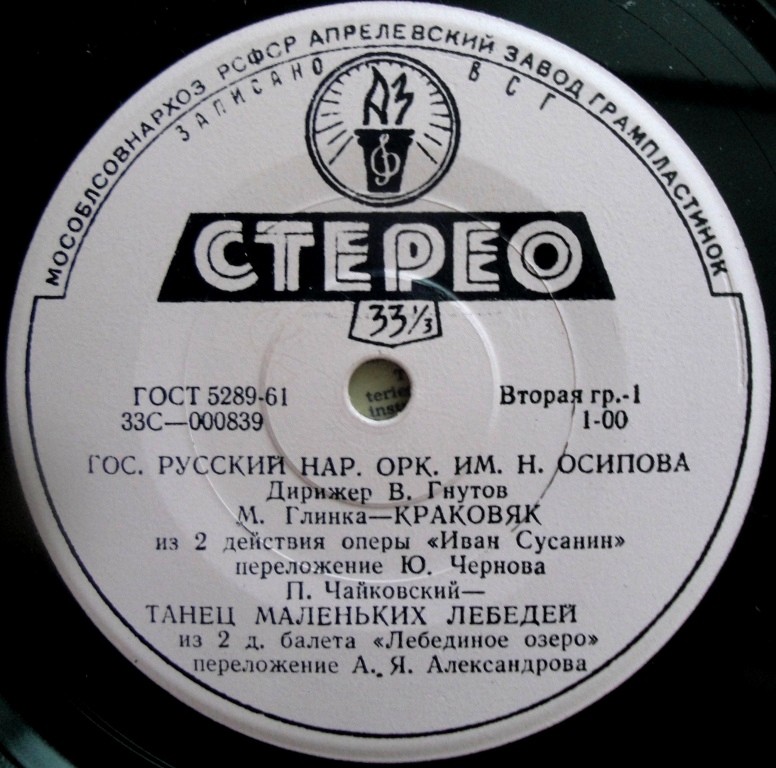 МОСОБЛСОВНАРХОЗ РСФСР АПРЕЛЕВСКИЙ ЗАВОД ГРАМПЛАСТИНОК
ЗАПИСАНО ВСГ
АЗ
СТЕРЕО
33⅓
ГОСТ 5289-61 Вторая гр.-1
33С—000839 1-00
ГОС. РУССКИЙ НАР. ОРК. ИМ. Н. ОСИПОВА
Дирижер В. Гнутов
М. Глинка—КРАКОВЯК
из 2 действия оперы «Иван Сусанин»
переложение Ю. Чернова
П. Чайковский—
ТАНЕЦ МАЛЕНЬКИХ ЛЕБЕДЕЙ
из 2 д. балета «Лебединое озеро»
переложение А. Я. Александрова